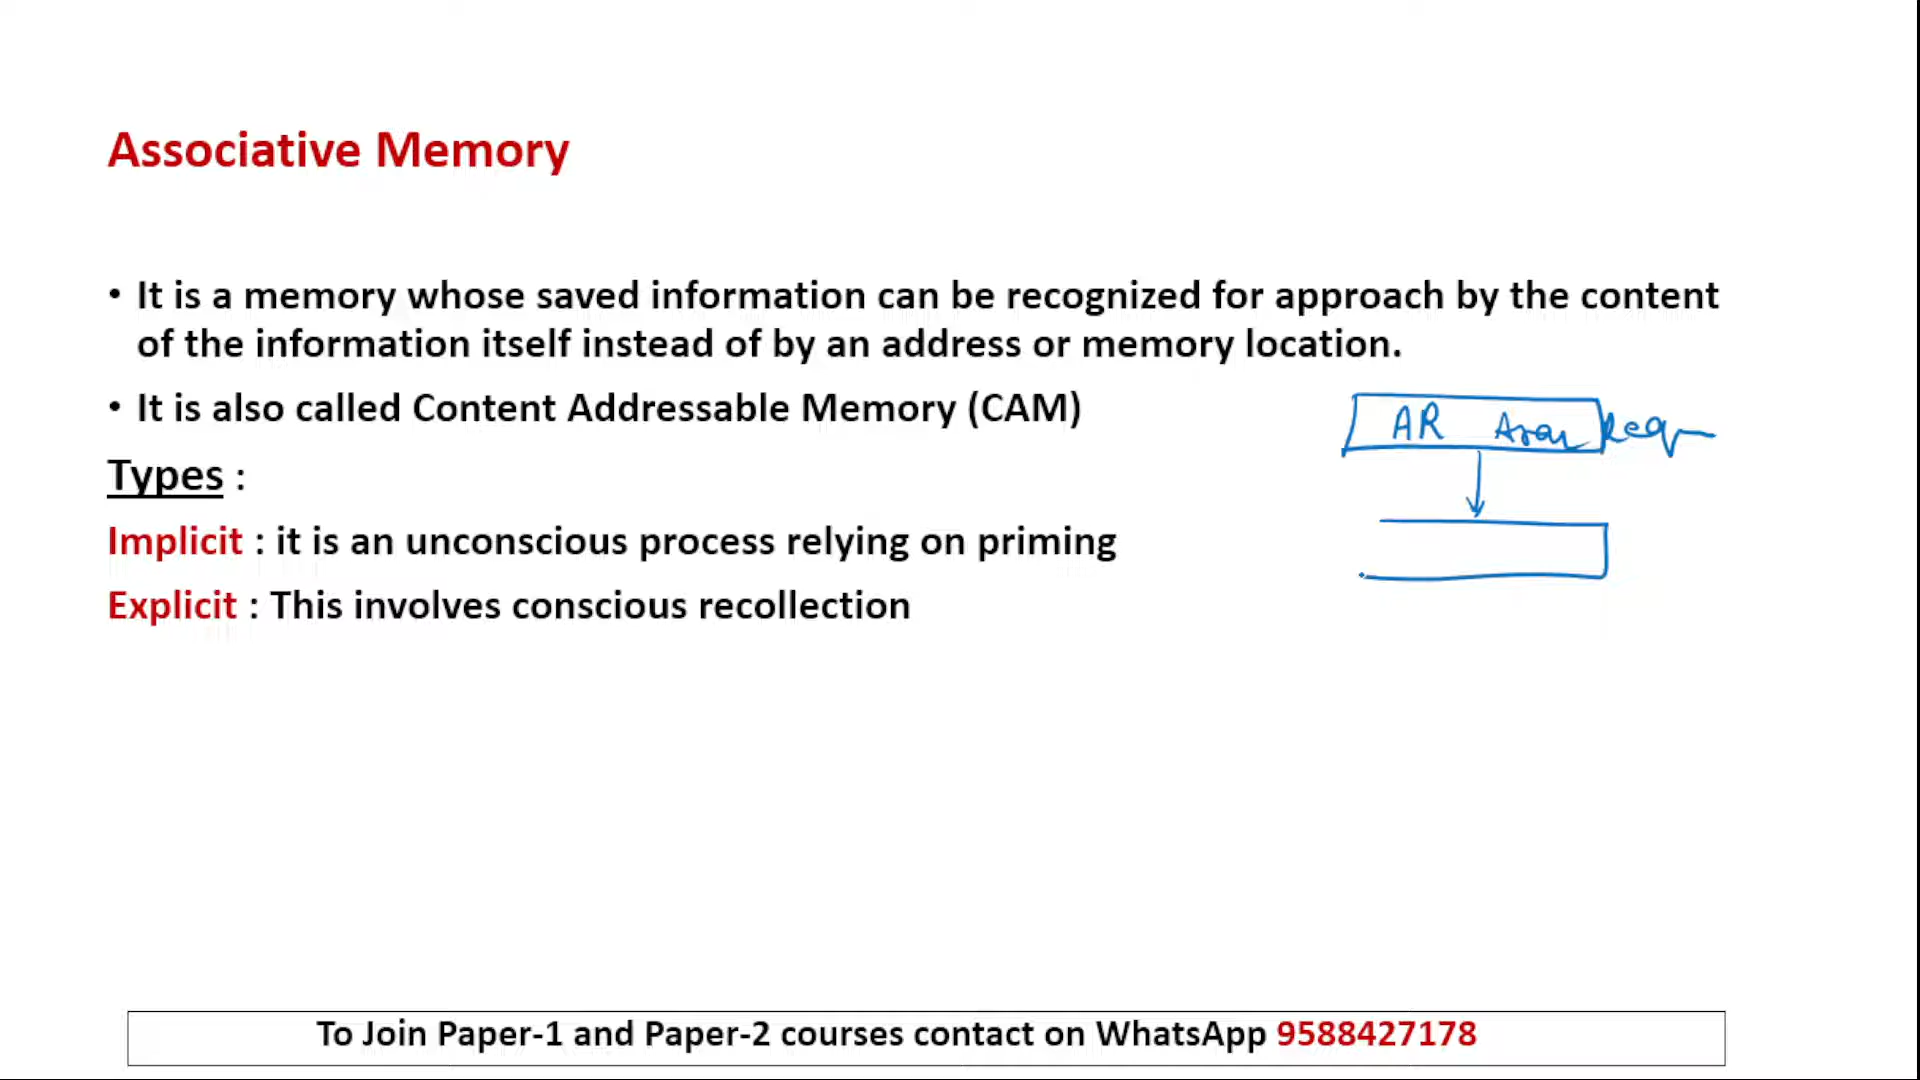 Associative Memory
• It is a memory whose saved information can be recognized for approach by the content
of the information itself instead of by an address or memory location.
• It is also called Content Addressable Memory (CAM)
AR
Types :
Implicit : it is an unconscious process relying on priming
Explicit : This involves conscious recollection
To Join Paper-1 and Paper-2 courses contact on WhatsApp 9588427178